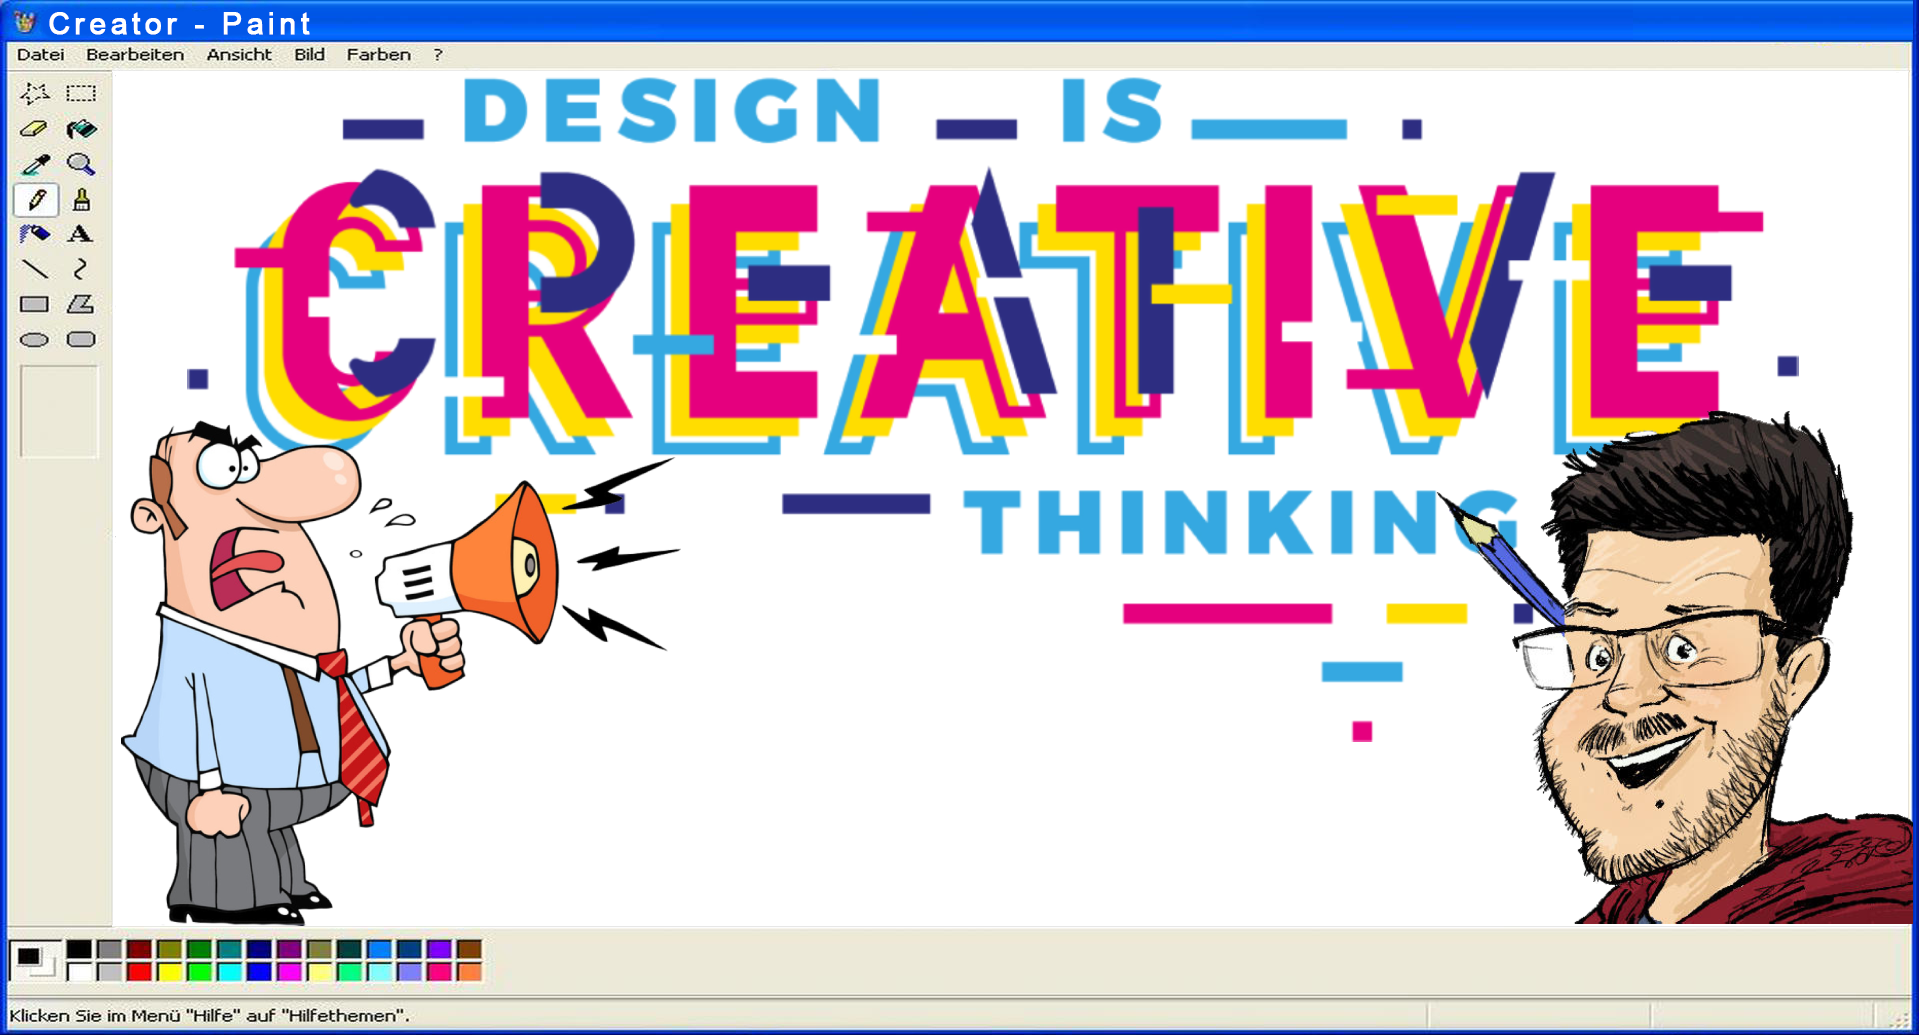 Creator - Paint
Datei Bearbeiten Ansicht Bild Farben ?
A
DESIGN IS
CREATIVE
THINKING
Klicken Sie im Menü "Hilfe" auf "Hilfethemen".